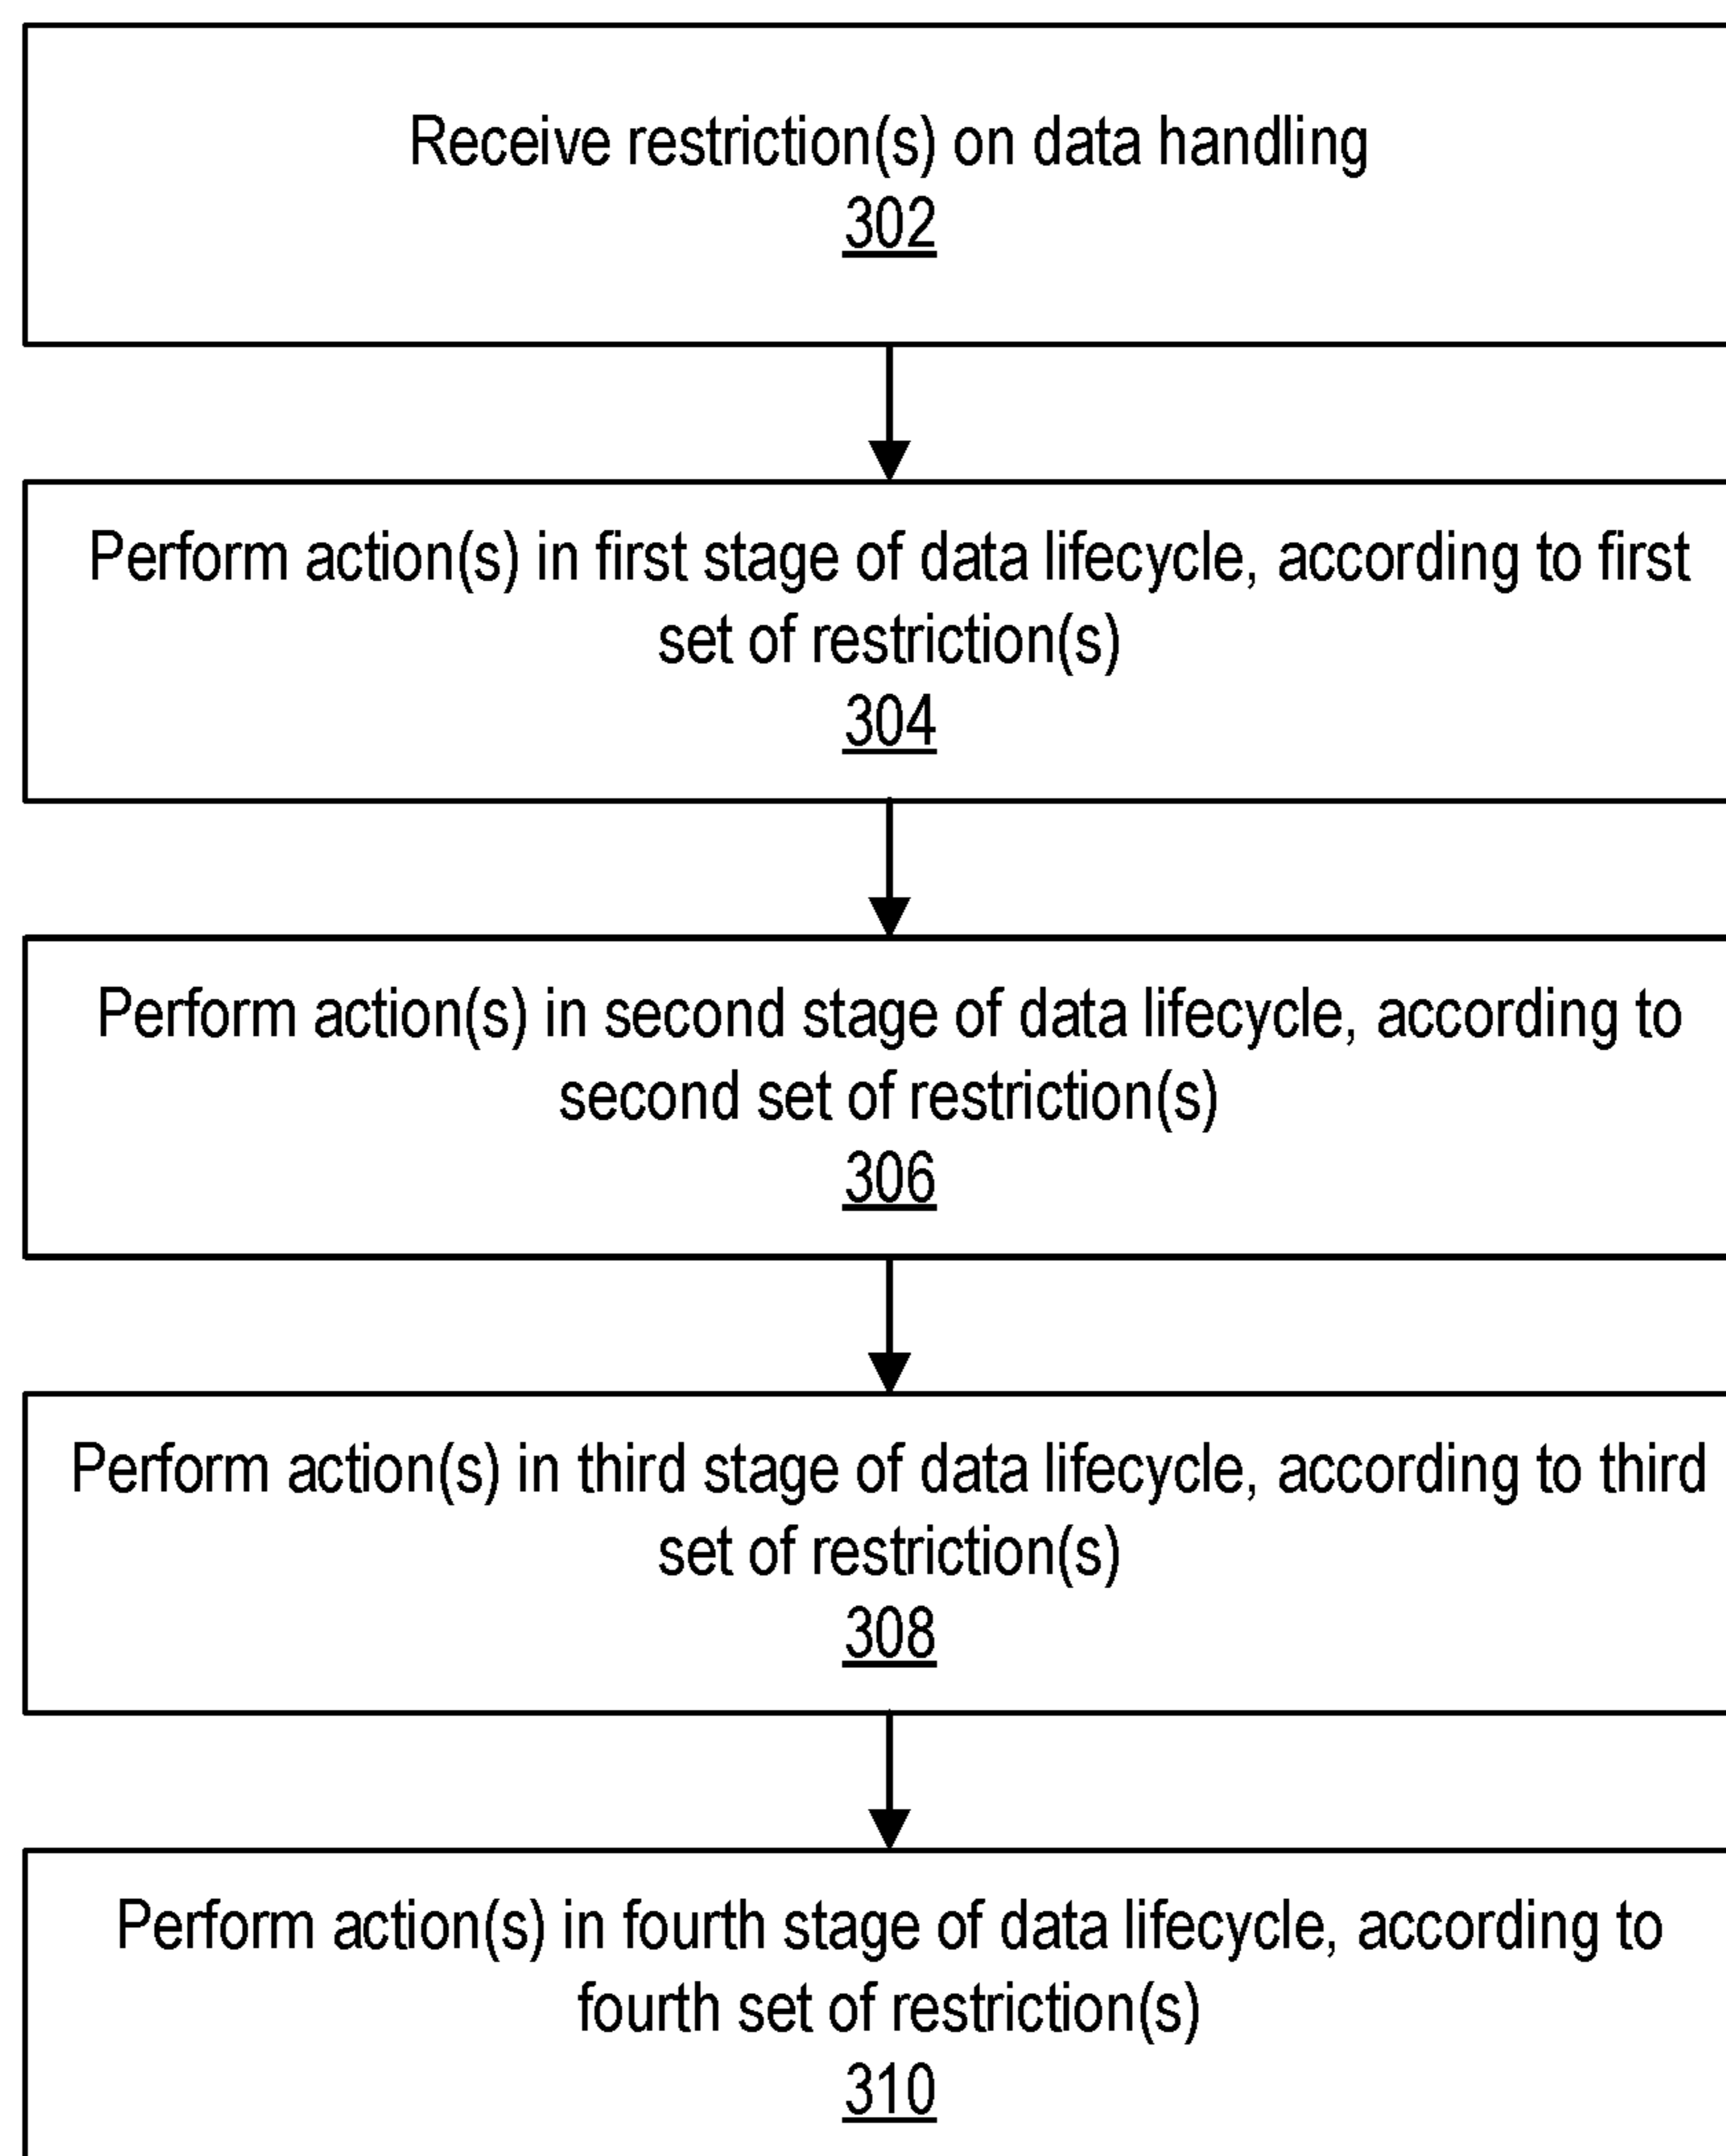 Receive restriction(s) on data handling
302
Perform action(s) in first stage of data lifecycle, according to first
set of restriction(s)
304
Perform action(s) in second stage of data lifecycle, according to
second set of restriction(s)
306
Perform action(s) in third stage of data lifecycle, according to third
set of restriction(s)
308
Perform action(s) in fourth stage of data lifecycle, according to
fourth set of restriction(s)
310